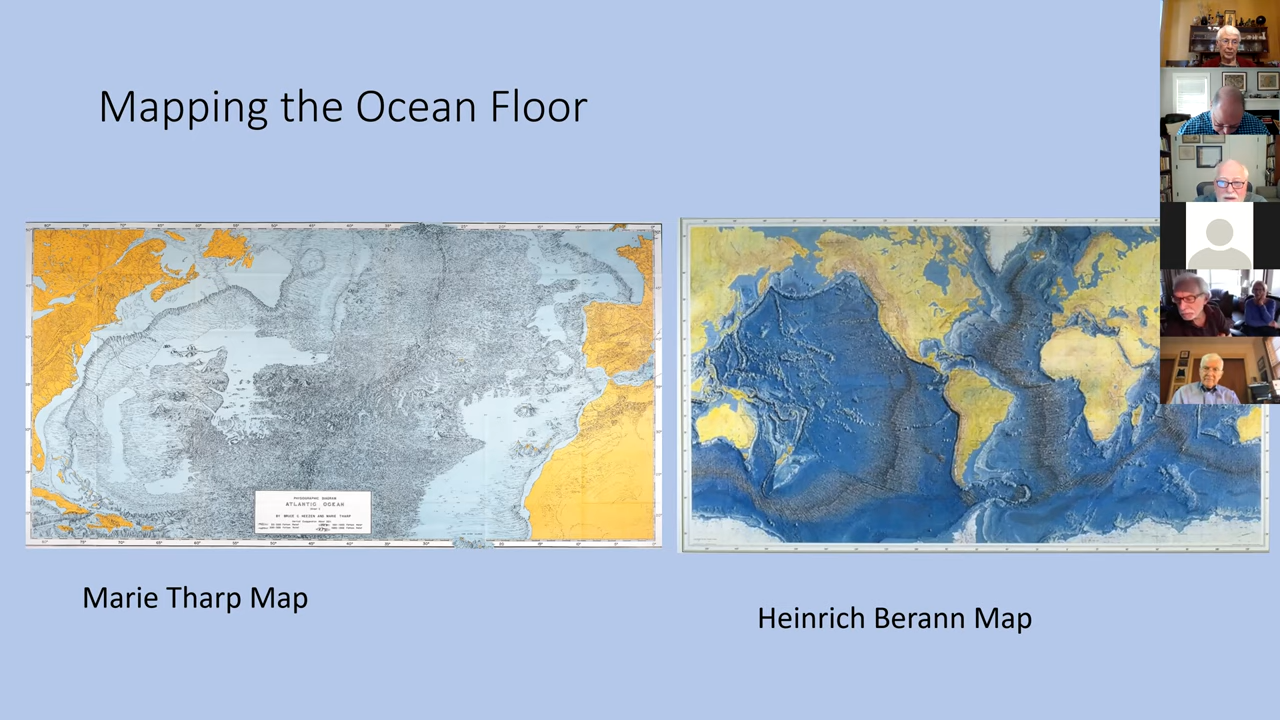 Mapping the Ocean Floor
PHYSIOGRAPHIC DIAGRAM
ATLANTIC OCEAN
BY BRUCE C. HEEZEN AND MARIE THARP
Marie Tharp Map
Heinrich Berann Map